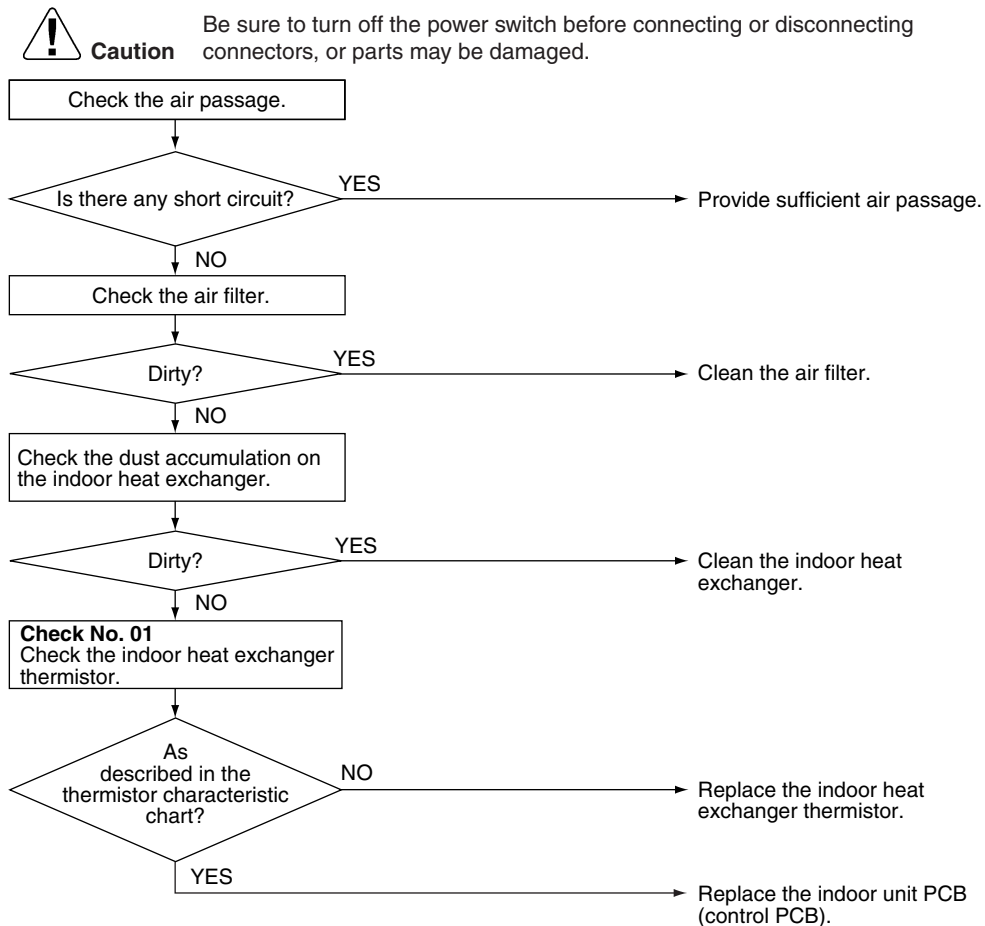 Caution
Be sure to turn off the power switch before connecting or disconnecting
connectors, or parts may be damaged.
Check the air passage.
Is there any short circuit?
YES
Provide sufficient air passage.
NO
Check the air filter.
Dirty?
YES
Clean the air filter.
NO
Check the dust accumulation on
the indoor heat exchanger.
Dirty?
YES
Clean the indoor heat
exchanger.
NO
Check No. 01
Check the indoor heat exchanger
thermistor.
As
described in the
thermistor characteristic
chart?
NO
Replace the indoor heat
exchanger thermistor.
YES
Replace the indoor unit PCB
(control PCB).